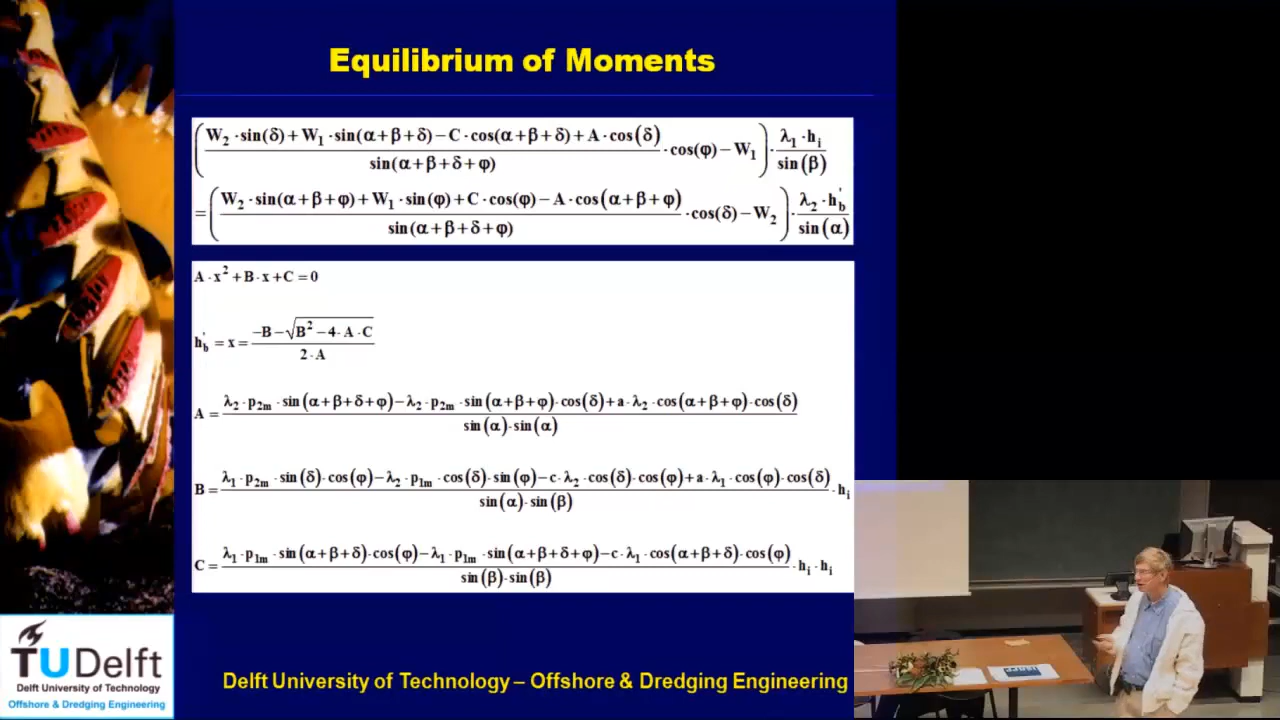 Equilibrium of Moments
(W₂·sin(δ)+W₁·sin(α+β+δ)−C·cos(α+β+δ)+A·cos(δ) / sin(α+β+δ+φ) ·cos(φ)−W₁)· λ₁·hᵢ / sin(β)
=(W₂·sin(α+β+φ)+W₁·sin(φ)+C·cos(φ)−A·cos(α+β+φ) / sin(α+β+δ+φ) ·cos(δ)−W₂)· λ₂·h'_b / sin(α)
A·x²+B·x+C=0
h'_b=x= −B−√(B²−4·A·C) / 2·A
A= λ₂·p₂ₘ·sin(α+β+δ+φ)−λ₂·p₂ₘ·sin(α+β+φ)·cos(δ)+a·λ₂·cos(α+β+φ)·cos(δ) / sin(α)·sin(α)
B= λ₁·p₂ₘ·sin(δ)·cos(φ)−λ₂·p₁ₘ·cos(δ)·sin(φ)−c·λ₂·cos(δ)·cos(φ)+a·λ₁·cos(φ)·cos(δ) / sin(α)·sin(β) ·hᵢ
C= λ₁·p₁ₘ·sin(α+β+δ)·cos(φ)−λ₁·p₁ₘ·sin(α+β+δ+φ)−c·λ₁·cos(α+β+δ)·cos(φ) / sin(β)·sin(β) ·hᵢ·hᵢ
TU Delft
Delft University of Technology
Offshore & Dredging Engineering
Delft University of Technology – Offshore & Dredging Engineering